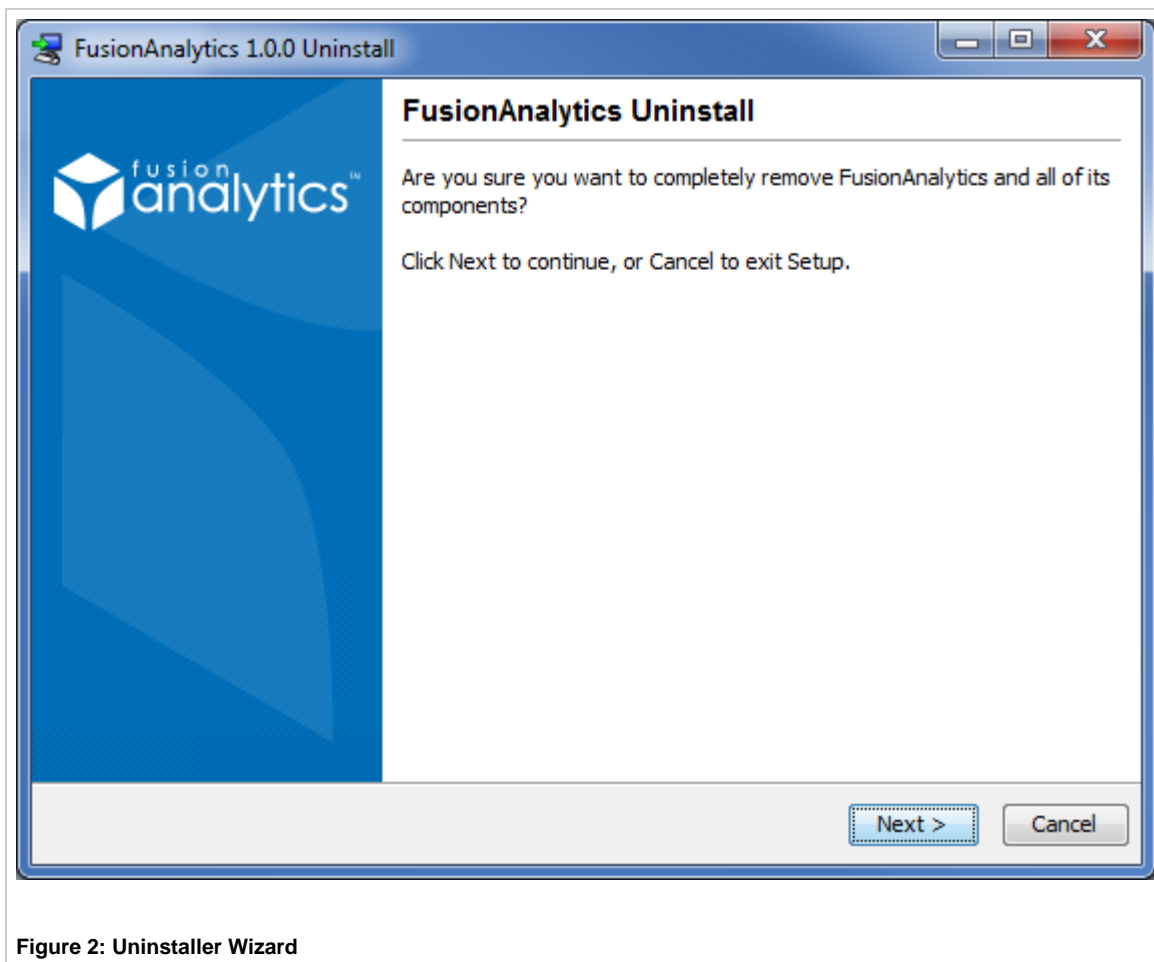 FusionAnalytics 1.0.0 Uninstall
fusion
analytics™
FusionAnalytics Uninstall
Are you sure you want to completely remove FusionAnalytics and all of its
components?
Click Next to continue, or Cancel to exit Setup.
Next >
Cancel
Figure 2: Uninstaller Wizard